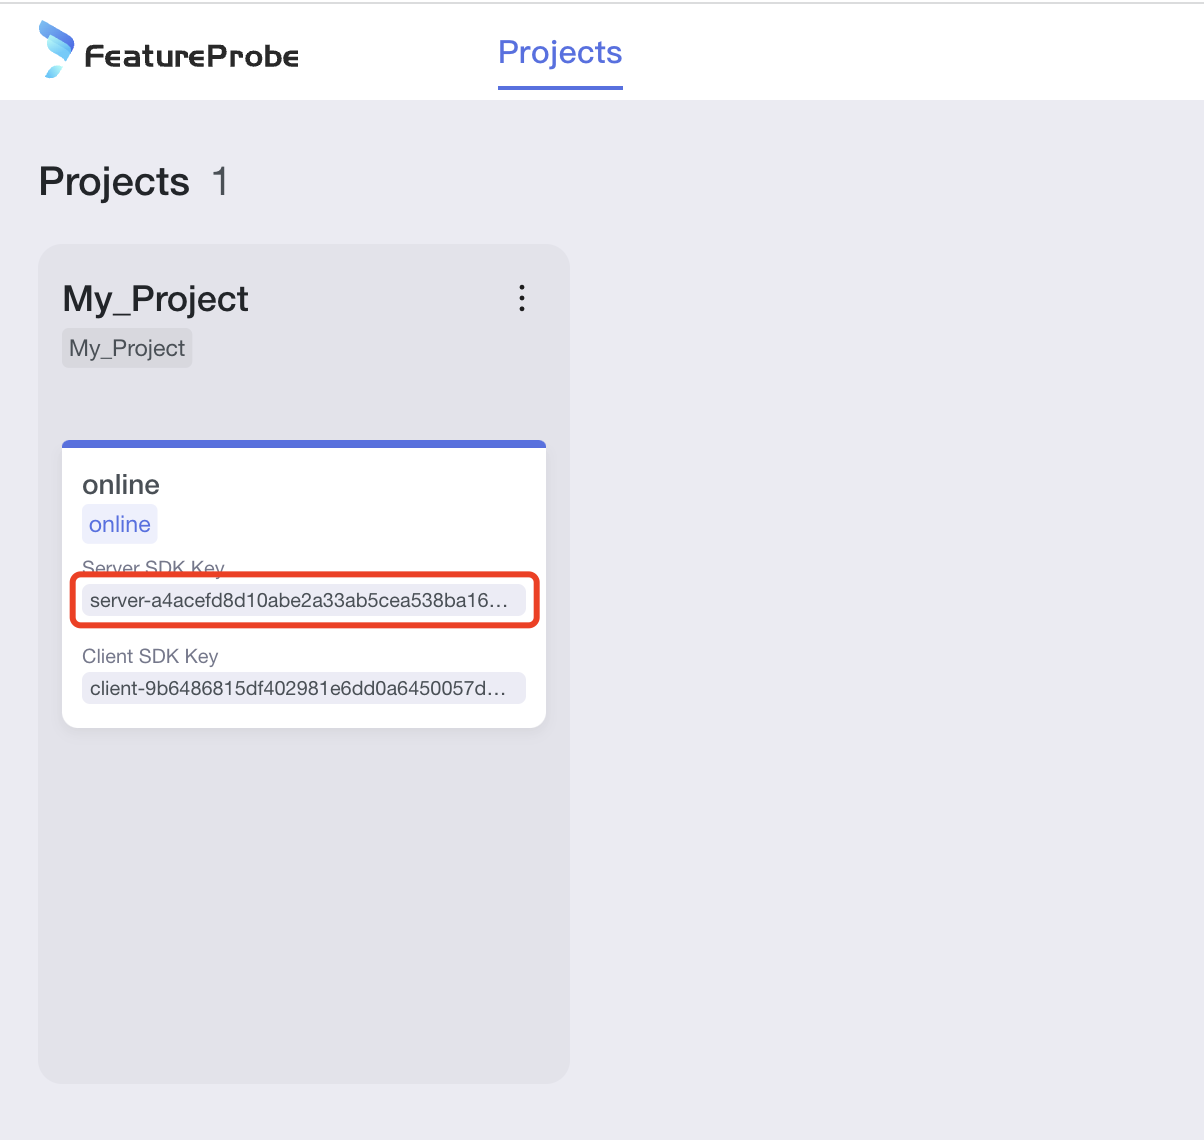 FeatureProbe
Projects
Projects 1
My_Project
My_Project
online
online
Server SDK Key
server-a4acefd8d10abe2a33ab5cea538ba16...
Client SDK Key
client-9b6486815df402981e6dd0a6450057d...